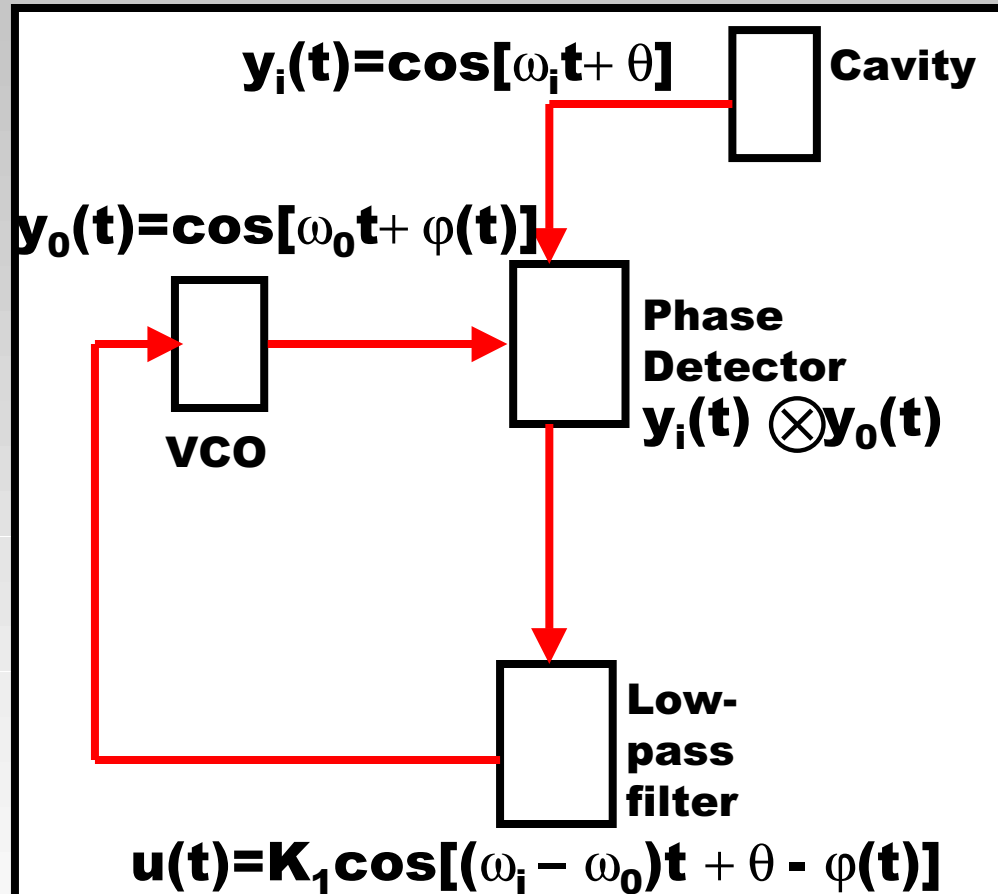 yᵢ(t)=cos[ωᵢt+ θ]
Cavity
y₀(t)=cos[ω₀t+ φ(t)]
Phase
Detector
yᵢ(t) ⊗y₀(t)
VCO
Low-
pass
filter
u(t)=K₁cos[(ωᵢ – ω₀)t + θ - φ(t)]